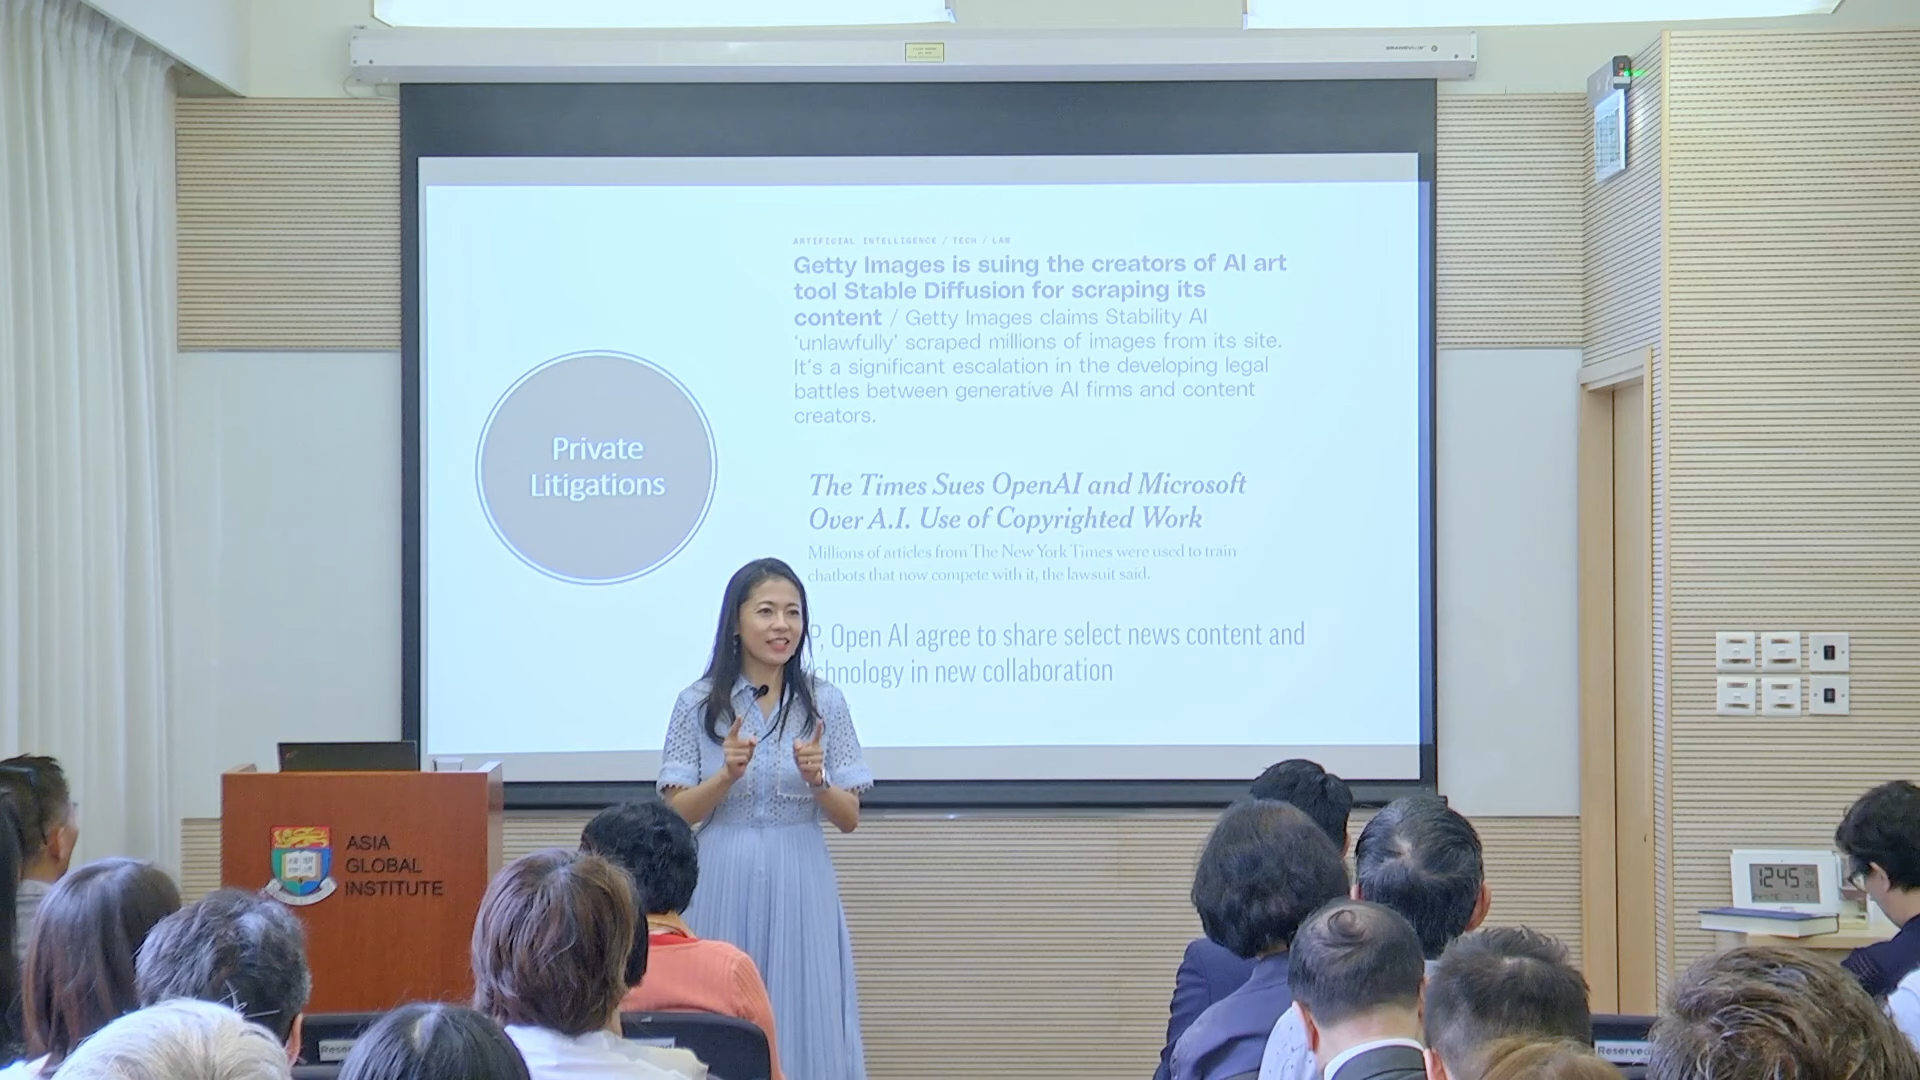 ARTIFICIAL INTELLIGENCE / TECH / LAW
Getty Images is suing the creators of AI art
tool Stable Diffusion for scraping its
content / Getty Images claims Stability AI
'unlawfully' scraped millions of images from its site.
It's a significant escalation in the developing legal
battles between generative AI firms and content
creators.
Private
Litigations
The Times Sues OpenAI and Microsoft
Over A.I. Use of Copyrighted Work
Millions of articles from The New York Times were used to train
chatbots that now compete with it, the lawsuit said.
P, Open AI agree to share select news content and
chnology in new collaboration
ASIA
GLOBAL
INSTITUTE
1245
Reserved